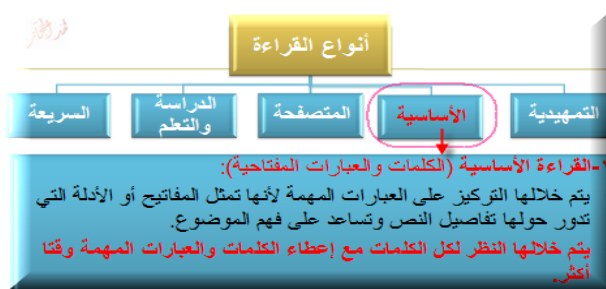 أنواع القراءة
التمهيدية
الأساسية
المتصفحة
الدراسة
والتعلم
السريعة
-القراءة الأساسية (الكلمات والعبارات المفتاحية):
يتم خلالها التركيز على العبارات المهمة لأنها تمثل المفاتيح أو الأدلة التي
تدور حولها تفاصيل النص وتساعد على فهم الموضوع.
يتم خلالها النظر لكل الكلمات مع إعطاء الكلمات والعبارات المهمة وقتا
أكثر.